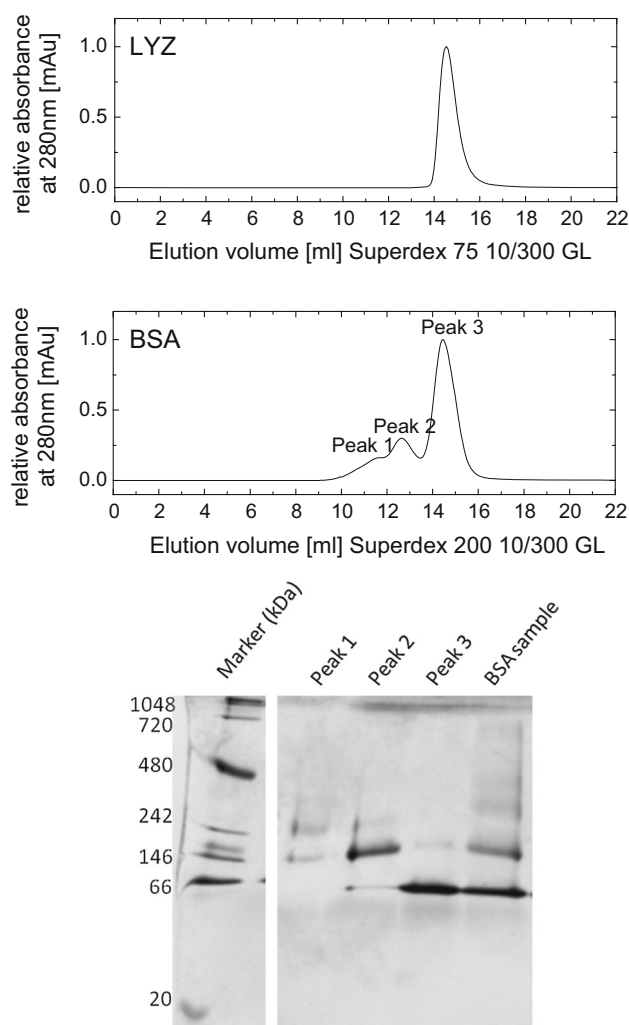 LYZ
relative absorbance
at 280nm [mAu]
1.0
0.5
0.0
0 2 4 6 8 10 12 14 16 18 20 22
Elution volume [ml] Superdex 75 10/300 GL
BSA
Peak 3
Peak 2
Peak 1
relative absorbance
at 280nm [mAu]
1.0
0.5
0.0
0 2 4 6 8 10 12 14 16 18 20 22
Elution volume [ml] Superdex 200 10/300 GL
Marker (kDa)
Peak 1
Peak 2
Peak 3
BSA sample
1048
720
480
242
146
66
20